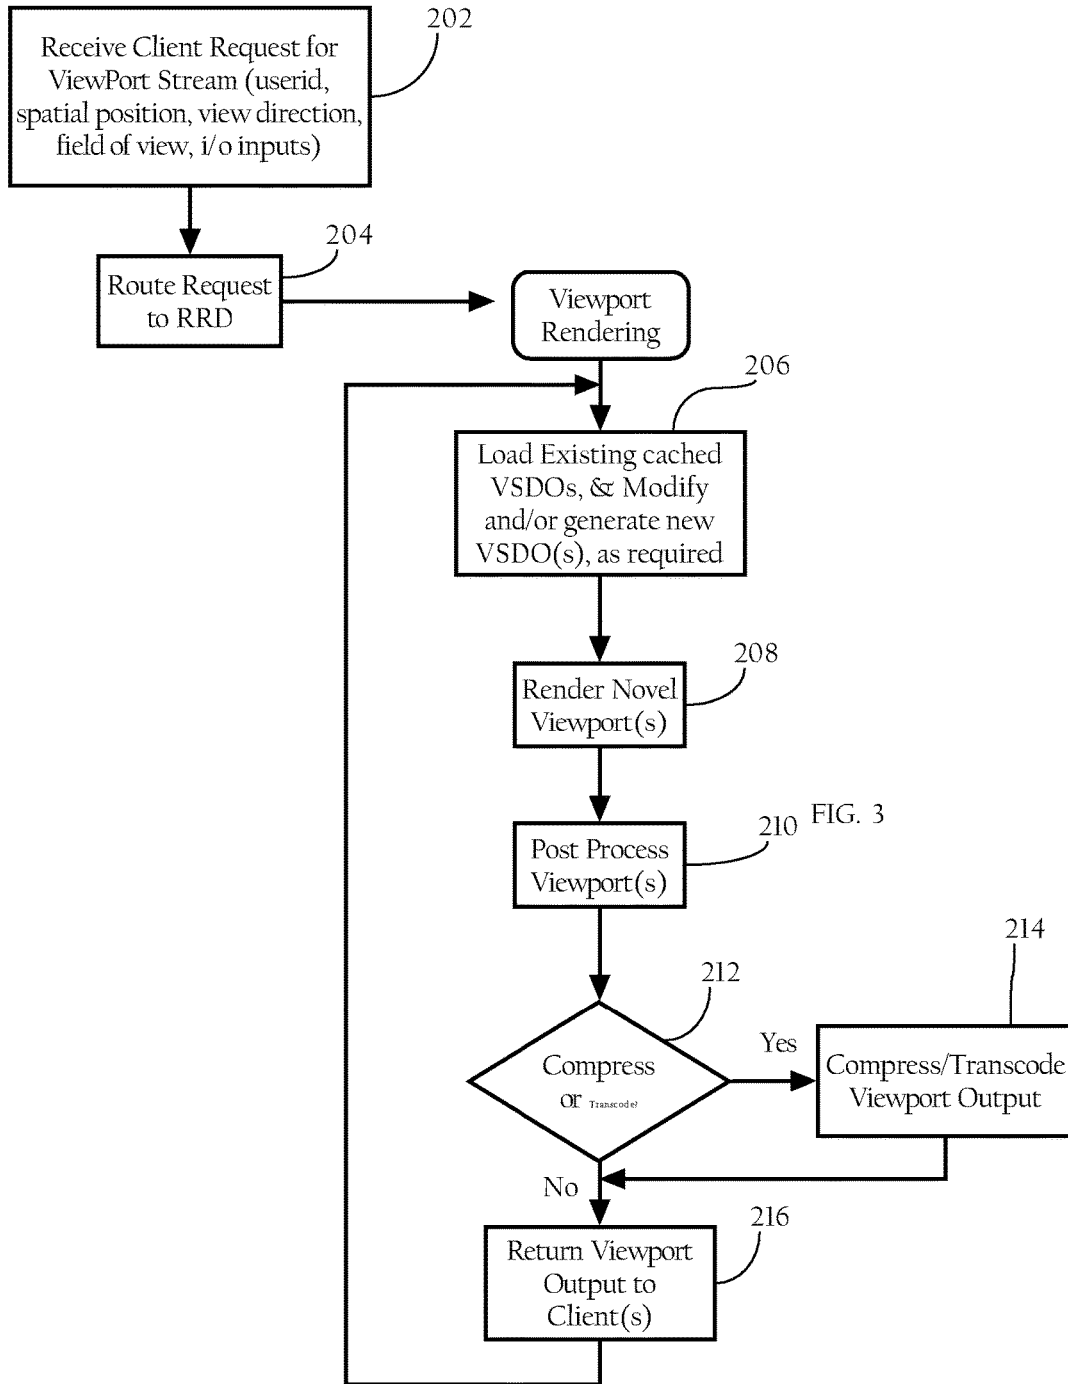 202
Receive Client Request for
ViewPort Stream (userid,
spatial position, view direction,
field of view, i/o inputs)
204
Route Request
to RRD
Viewport
Rendering
206
Load Existing cached
VSDOs, & Modify
and/or generate new
VSDO(s), as required
208
Render Novel
Viewport(s)
210
FIG. 3
Post Process
Viewport(s)
212
214
Compress
or Transcode?
Yes
Compress/Transcode
Viewport Output
No
216
Return Viewport
Output to
Client(s)